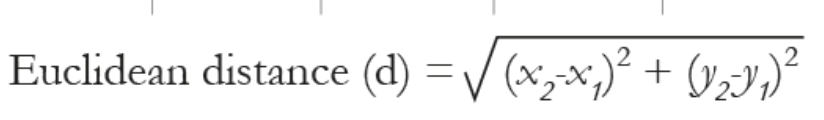 Euclidean distance (d) = √(x₂-x₁)² + (y₂-y₁)²